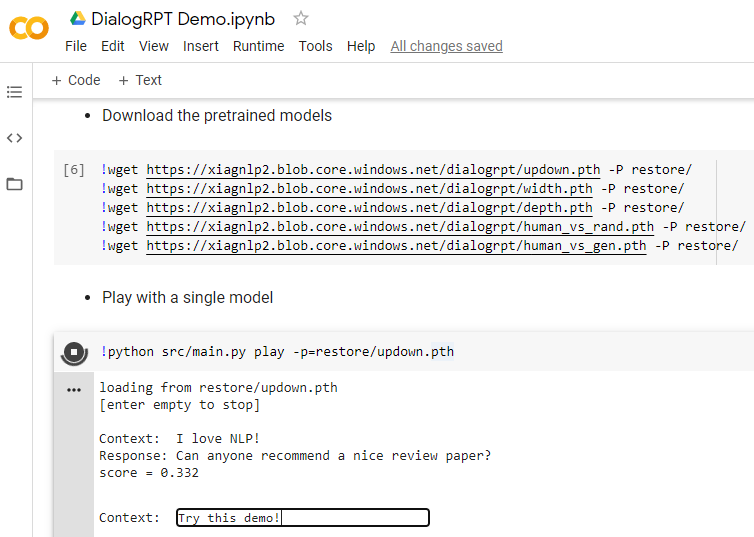 DialogRPT Demo.ipynb
File Edit View Insert Runtime Tools Help All changes saved
+ Code + Text
• Download the pretrained models
[6] !wget https://xiagnlp2.blob.core.windows.net/dialogrpt/updown.pth -P restore/
!wget https://xiagnlp2.blob.core.windows.net/dialogrpt/width.pth -P restore/
!wget https://xiagnlp2.blob.core.windows.net/dialogrpt/depth.pth -P restore/
!wget https://xiagnlp2.blob.core.windows.net/dialogrpt/human_vs_rand.pth -P restore/
!wget https://xiagnlp2.blob.core.windows.net/dialogrpt/human_vs_gen.pth -P restore/
• Play with a single model
!python src/main.py play -p=restore/updown.pth
loading from restore/updown.pth
[enter empty to stop]
Context: I love NLP!
Response: Can anyone recommend a nice review paper?
score = 0.332
Context: Try this demo!